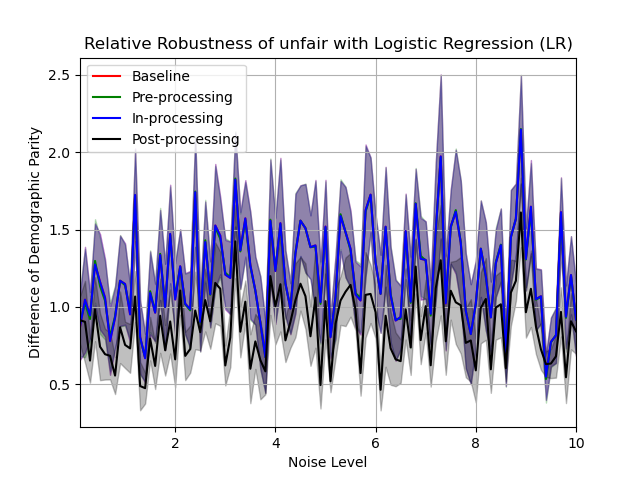 Relative Robustness of unfair with Logistic Regression (LR)
Baseline
Pre-processing
In-processing
Post-processing
Difference of Demographic Parity
2.5
2.0
1.5
1.0
0.5
2 4 6 8 10
Noise Level